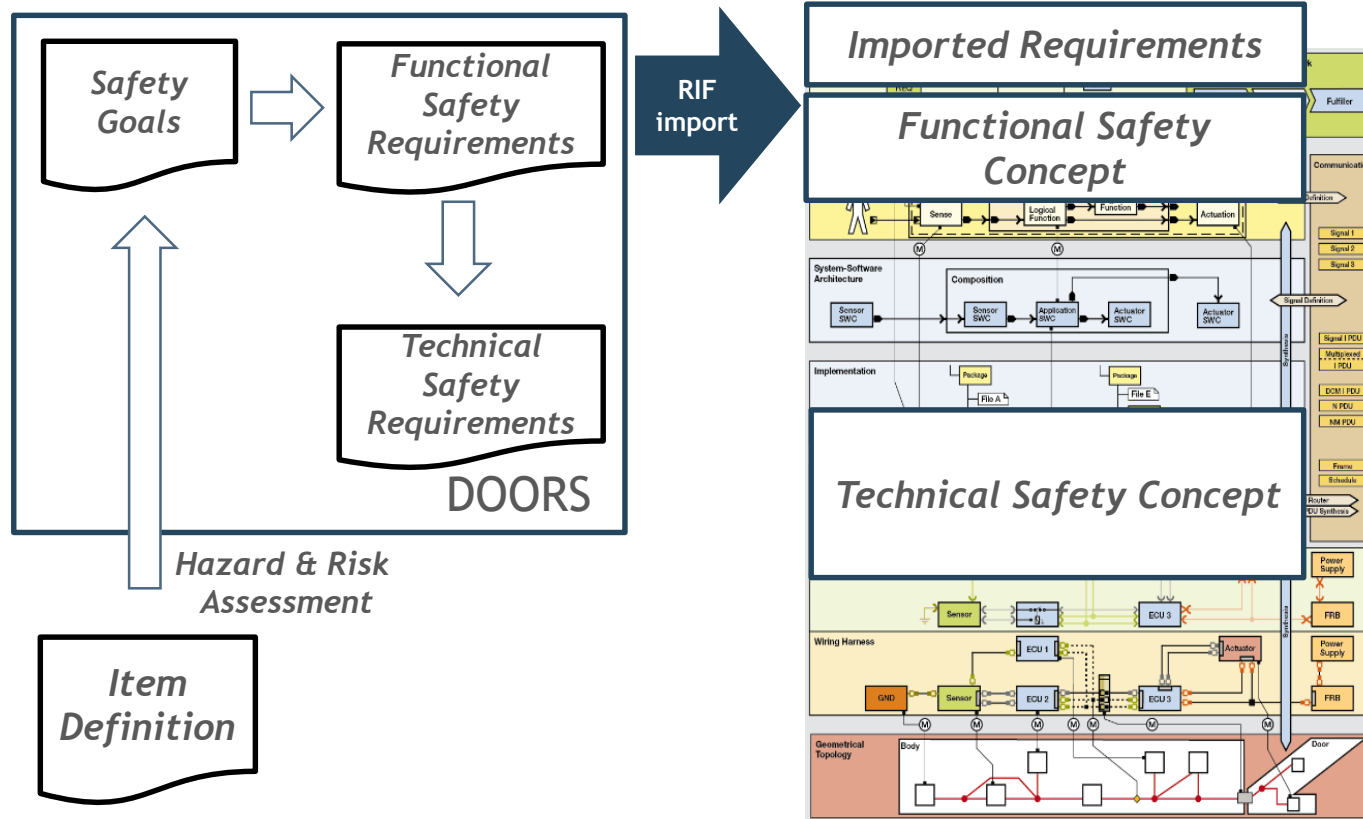 Safety
Goals
Functional
Safety
Requirements
Technical
Safety
Requirements
DOORS
Hazard & Risk
Assessment
Item
Definition
RIF
import
Imported Requirements
Functional Safety
Concept
Fulfiller
Communicati
Sense
Logical
Function
Function
Actuation
Signal 1
Signal 2
Signal 3
M
M
System-Software
Architecture
Composition
Sensor
SWC
Sensor
SWC
Application
SWC
Actuator
SWC
Actuator
SWC
Signal Definition
Synthesis
Implementation
Package
File A
Package
File E
Signal I PDU
Multiplexed
I PDU
DCM I PDU
N PDU
NM PDU
Frame
Schedule
Router
PDU Synthesis
Technical Safety Concept
Power
Supply
Sensor
ECU 3
FRB
Synthesis
Wiring Harness
ECU 1
Actuator
Power
Supply
GND
Sensor
ECU 2
ECU 3
FRB
M
M
M
M
M
M
M
Geometrical
Topology
Body
Door